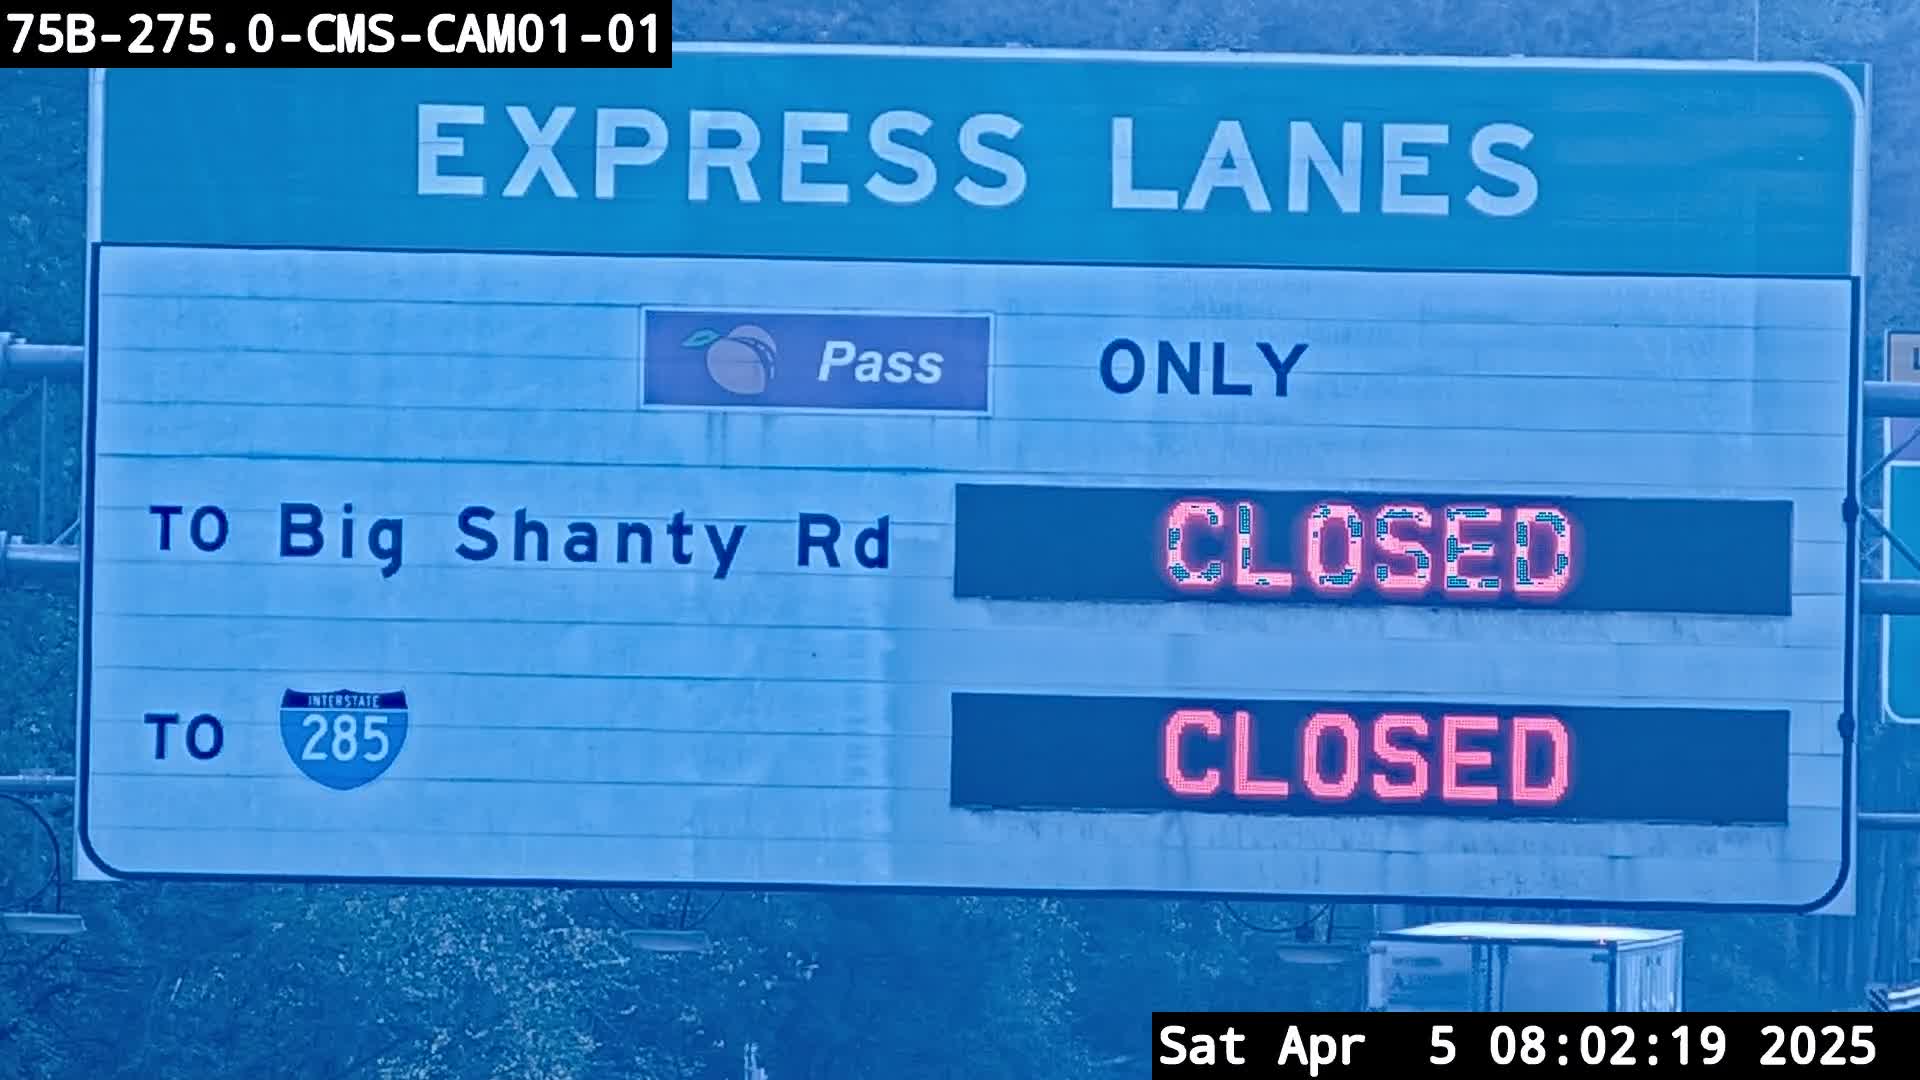 75B-275.0-CMS-CAM01-01
EXPRESS LANES
Pass ONLY
TO Big Shanty Rd CLOSED
TO INTERSTATE 285 CLOSED
Sat Apr 5 08:02:19 2025